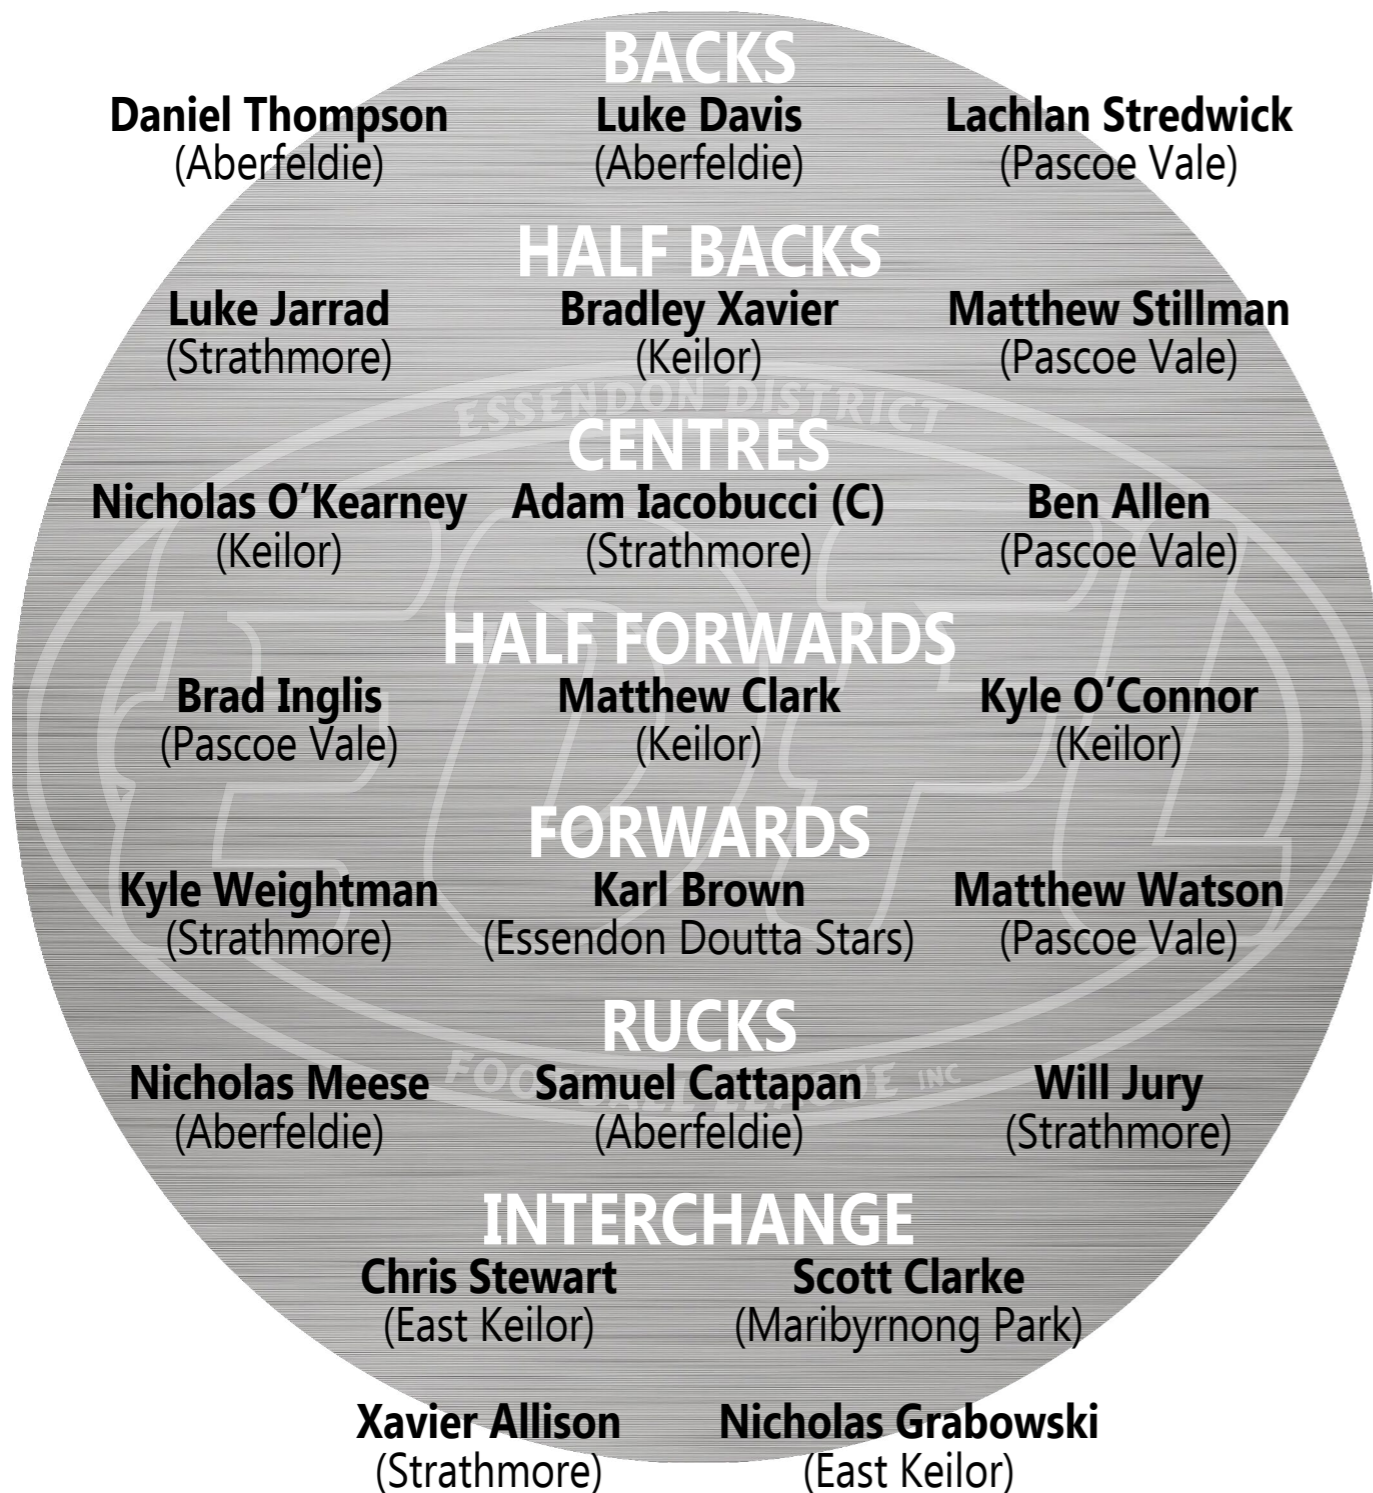 BACKS
Daniel Thompson Luke Davis Lachlan Stredwick
(Aberfeldie) (Aberfeldie) (Pascoe Vale)
HALF BACKS
Luke Jarrad Bradley Xavier Matthew Stillman
(Strathmore) (Keilor) (Pascoe Vale)
ESSENDON DISTRICT
CENTRES
Nicholas O’Kearney Adam Iacobucci (C) Ben Allen
(Keilor) (Strathmore) (Pascoe Vale)
EDFL
HALF FORWARDS
Brad Inglis Matthew Clark Kyle O’Connor
(Pascoe Vale) (Keilor) (Keilor)
FORWARDS
Kyle Weightman Karl Brown Matthew Watson
(Strathmore) (Essendon Doutta Stars) (Pascoe Vale)
RUCKS
FOOTBALL LEAGUE INC
Nicholas Meese Samuel Cattapan Will Jury
(Aberfeldie) (Aberfeldie) (Strathmore)
INTERCHANGE
Chris Stewart Scott Clarke
(East Keilor) (Maribyrnong Park)
Xavier Allison Nicholas Grabowski
(Strathmore) (East Keilor)